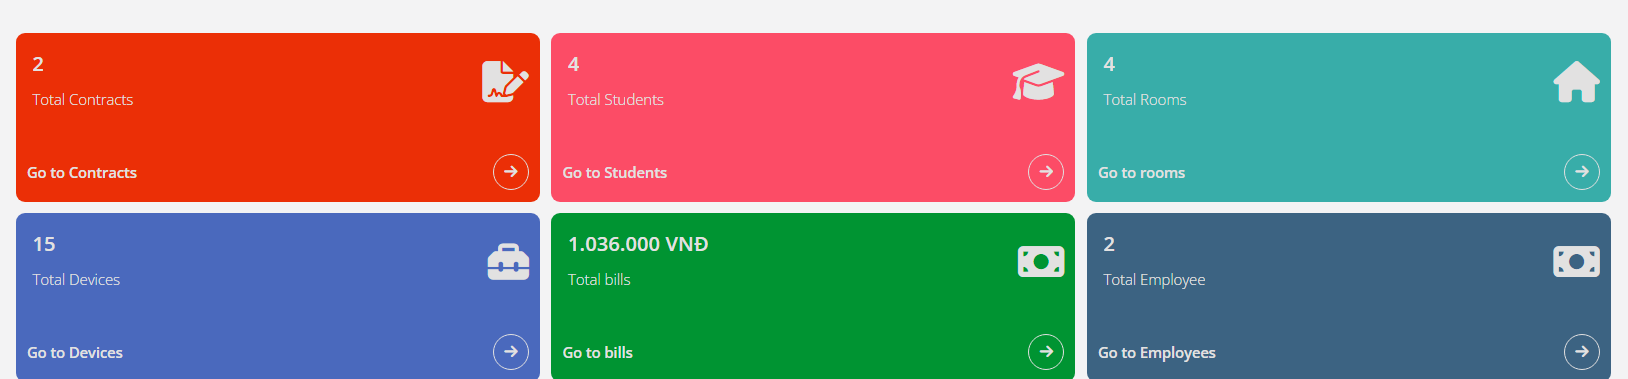 2
Total Contracts
Go to Contracts
4
Total Students
Go to Students
4
Total Rooms
Go to rooms
15
Total Devices
Go to Devices
1.036.000 VNĐ
Total bills
Go to bills
2
Total Employee
Go to Employees